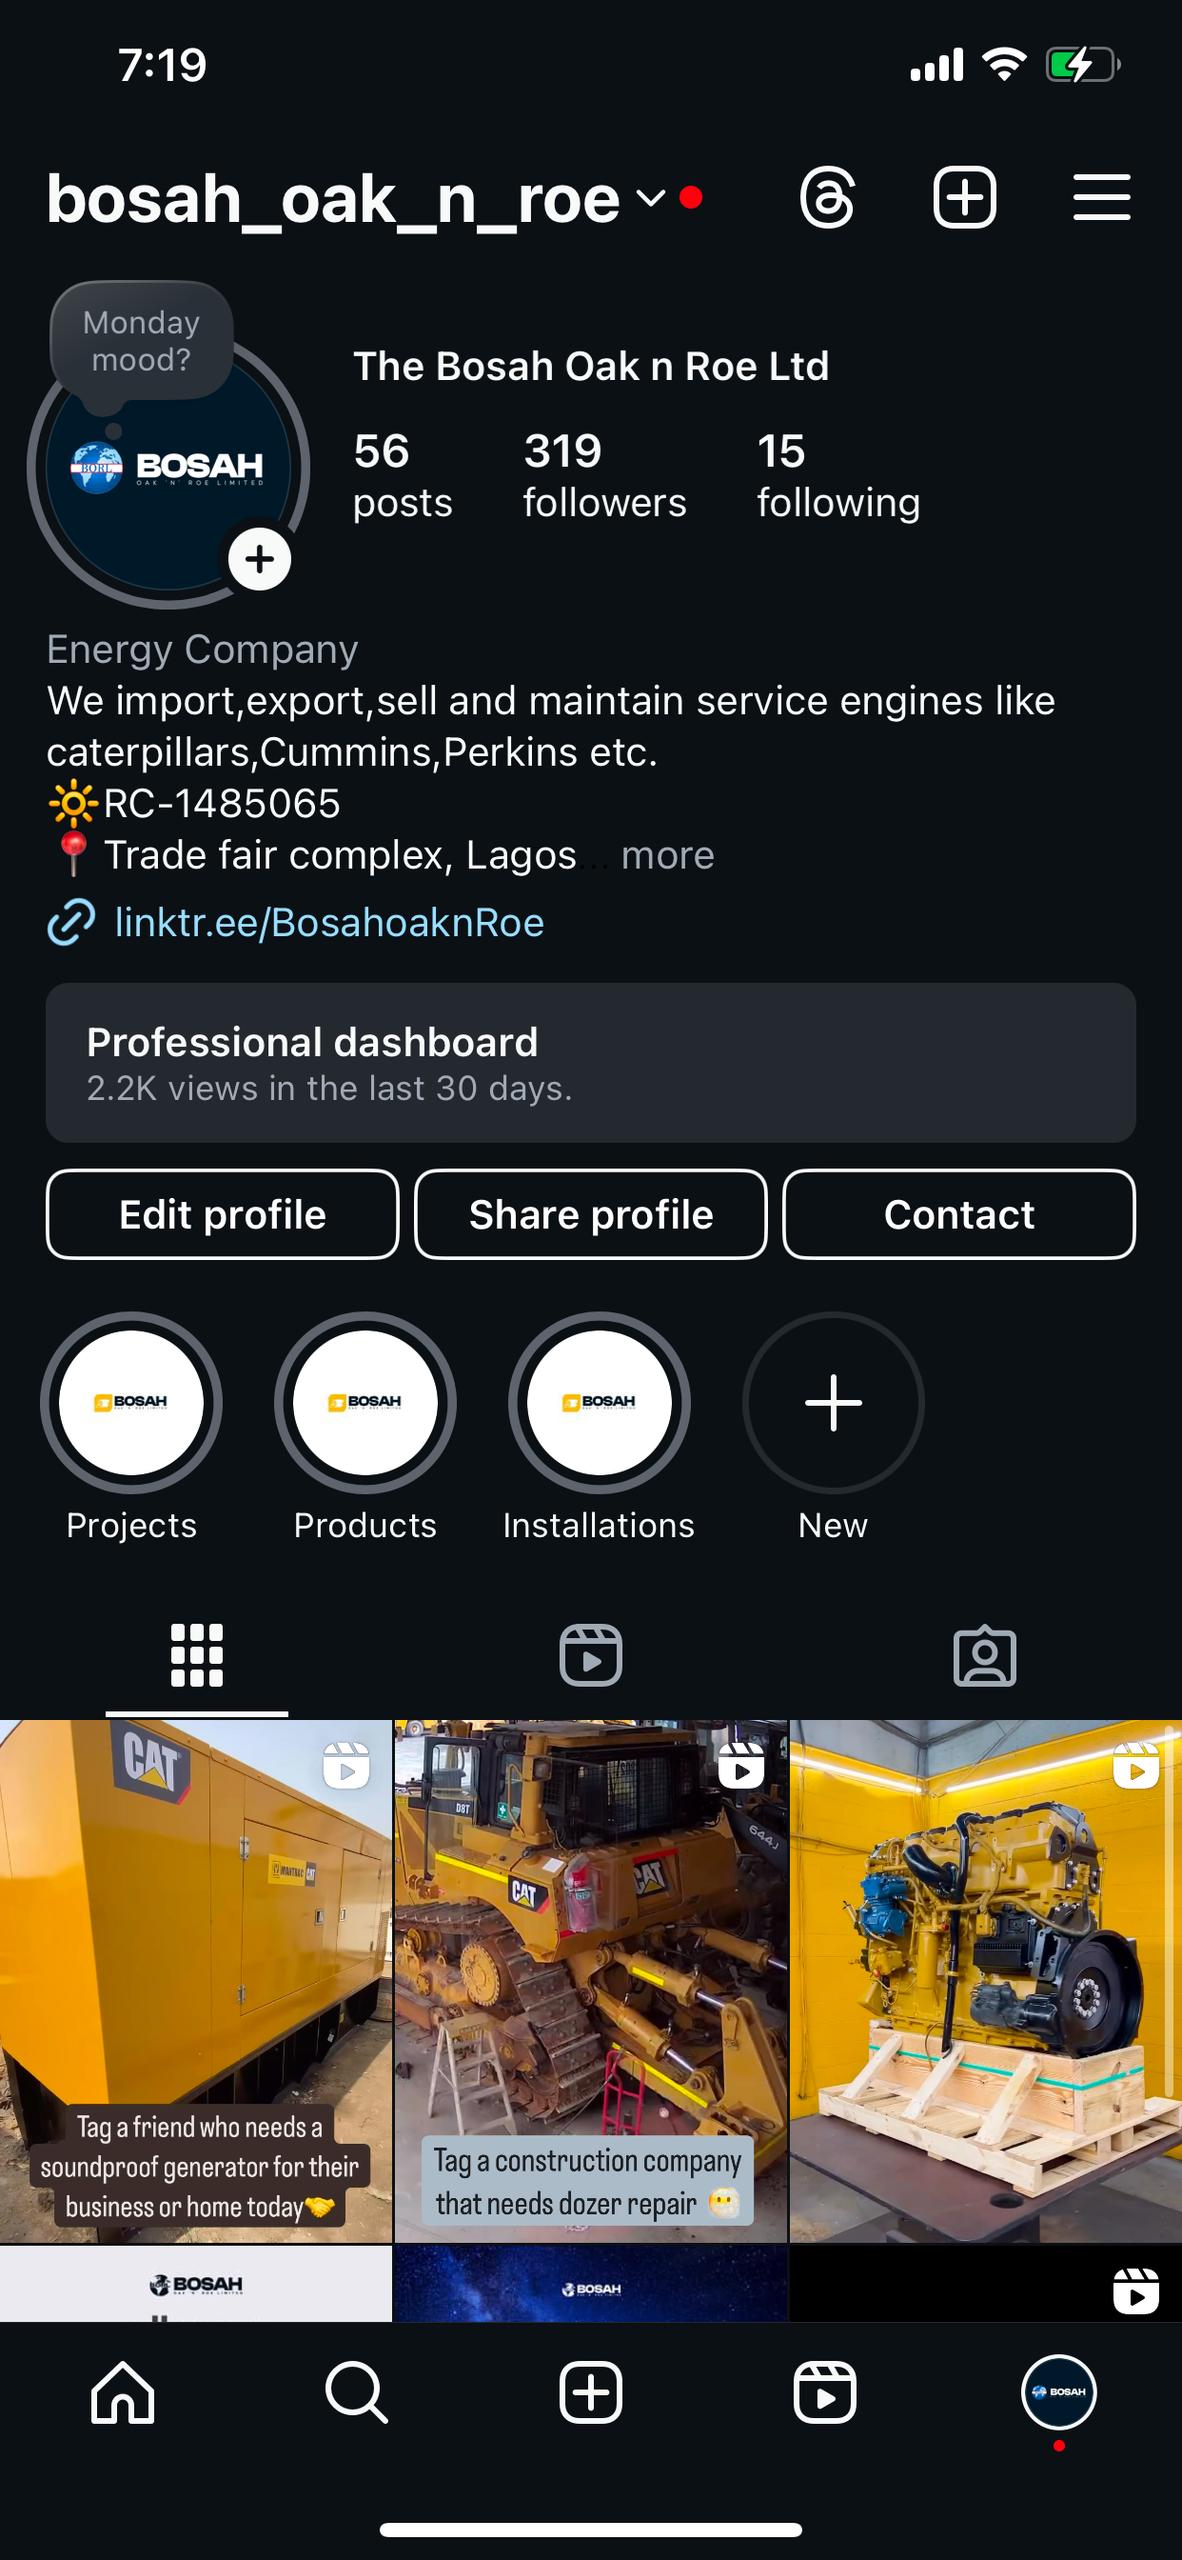 7:19
bosah_oak_n_roe
Monday
mood?
The Bosah Oak n Roe Ltd
56
319
15
posts
followers
following
BORL
BOSAH
OAK 'N' ROE LIMITED
Energy Company
We import,export,sell and maintain service engines like
caterpillars,Cummins,Perkins etc.
🔆RC-1485065
📍Trade fair complex, Lagos... more
linktr.ee/BosahoaknRoe
Professional dashboard
2.2K views in the last 30 days.
Edit profile
Share profile
Contact
BOSAH
BOSAH
BOSAH
Projects
Products
Installations
New
CAT
MANTRAC CAT
Tag a friend who needs a
soundproof generator for their
business or home today🤝
D8T
644J
CAT
CAT
Tag a construction company
that needs dozer repair 😬
BOSAH
BOSAH
BOSAH